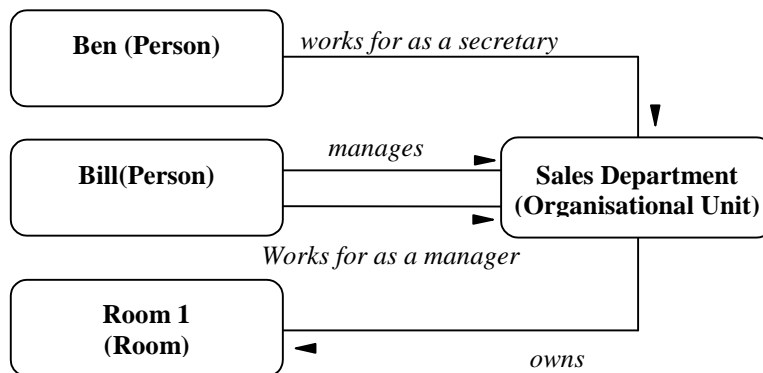 Ben (Person)
works for as a secretary
Bill(Person)
manages
Sales Department
(Organisational Unit)
Works for as a manager
Room 1
(Room)
owns